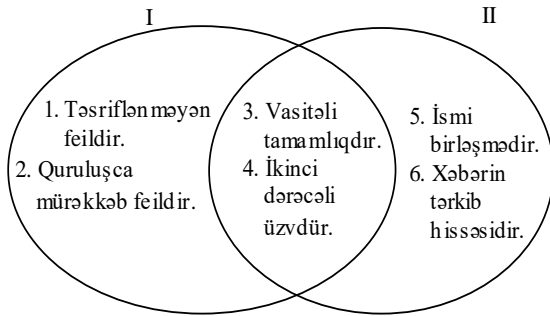 I
II
1. Təsriflənməyən
feildir.
2. Quruluşca
mürəkkəb feildir.
3. Vasitəli
tamamlıqdır.
4. İkinci
dərəcəli
üzvdür.
5. İsmi
birləşmədir.
6. Xəbərin
tərkib
hissəsidir.